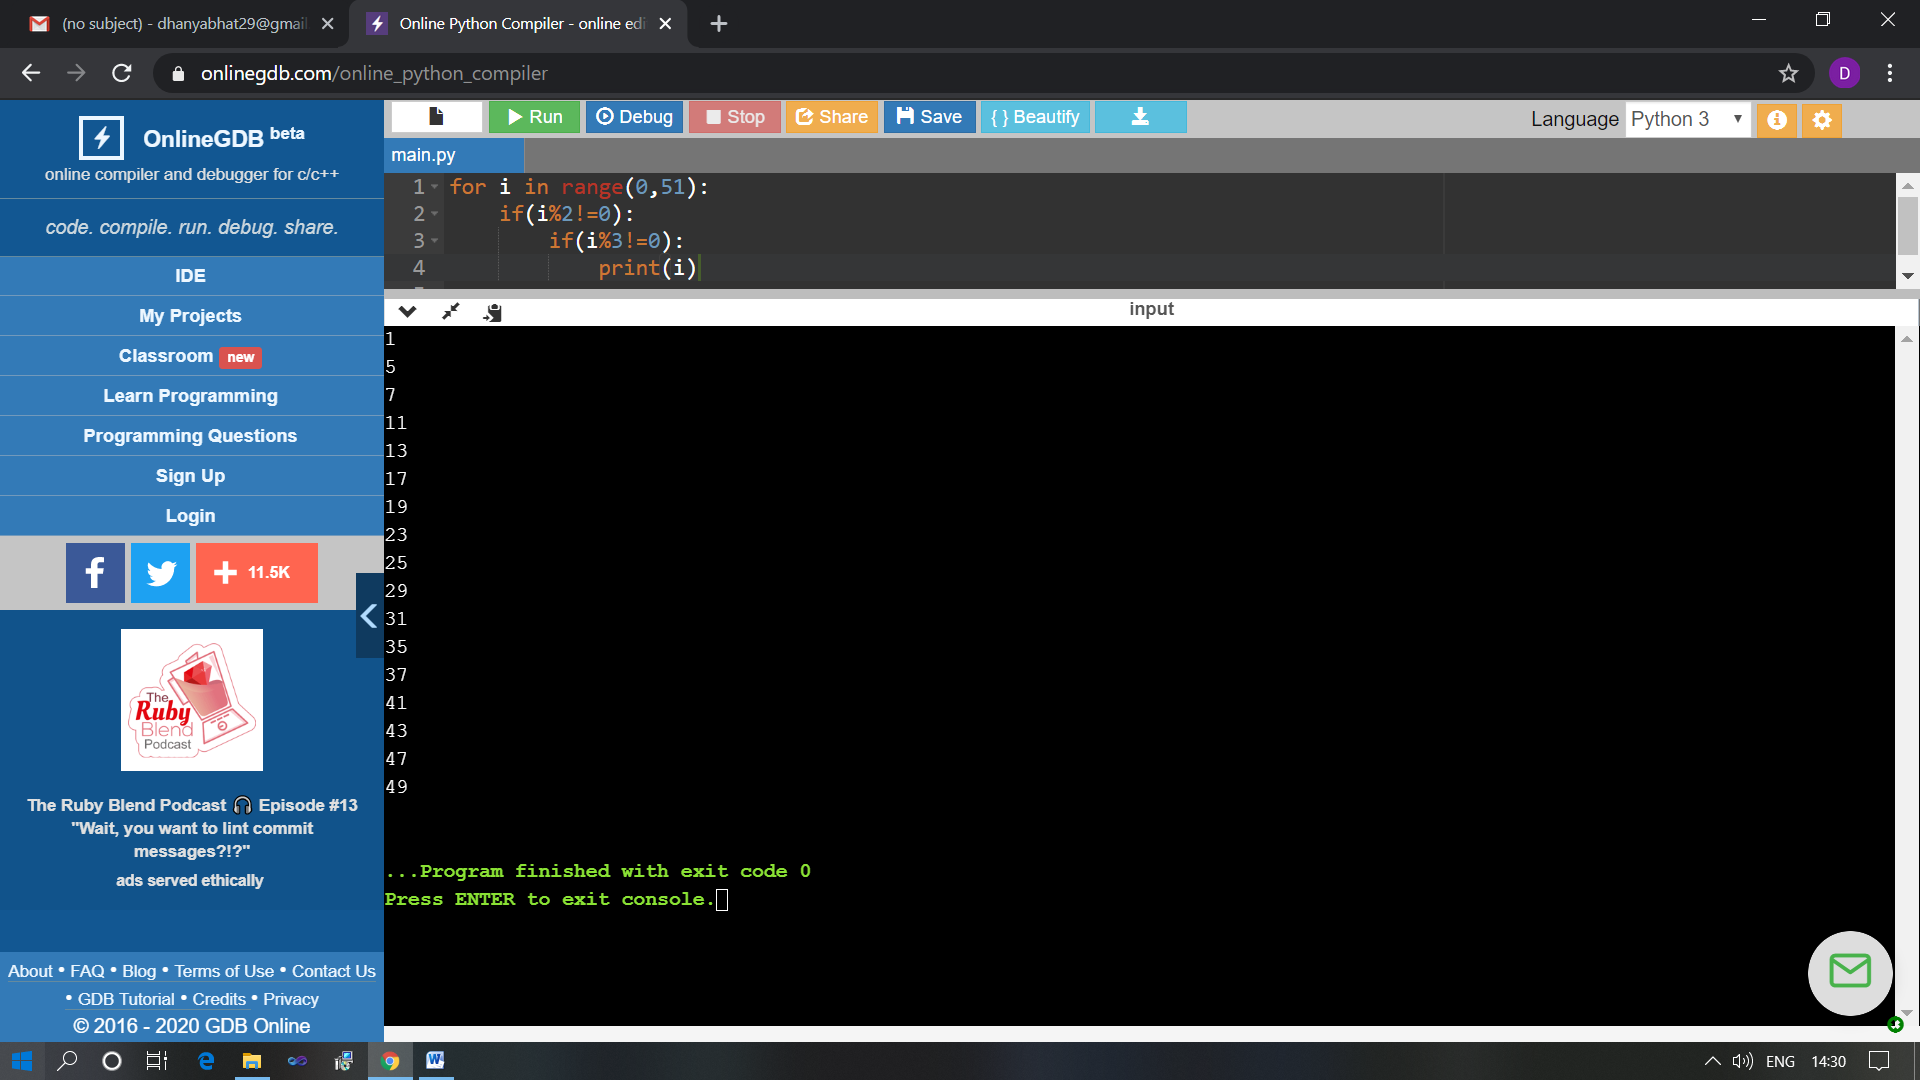 (no subject) - dhanyabhat29@gmail
Online Python Compiler - online edi
onlinegdb.com/online_python_compiler
D
OnlineGDB beta
online compiler and debugger for c/c++
code. compile. run. debug. share.
IDE
My Projects
Classroom new
Learn Programming
Programming Questions
Sign Up
Login
11.5K
The
Ruby
Blend
Podcast
The Ruby Blend Podcast 🎧 Episode #13
"Wait, you want to lint commit
messages?!?"
ads served ethically
About • FAQ • Blog • Terms of Use • Contact Us
• GDB Tutorial • Credits • Privacy
© 2016 - 2020 GDB Online
Run Debug Stop Share Save { } Beautify
Language Python 3
main.py
1 for i in range(0,51):
2 if(i%2!=0):
3 if(i%3!=0):
4 print(i)
input
1
5
7
11
13
17
19
23
25
29
31
35
37
41
43
47
49
...Program finished with exit code 0
Press ENTER to exit console.
ENG 14:30